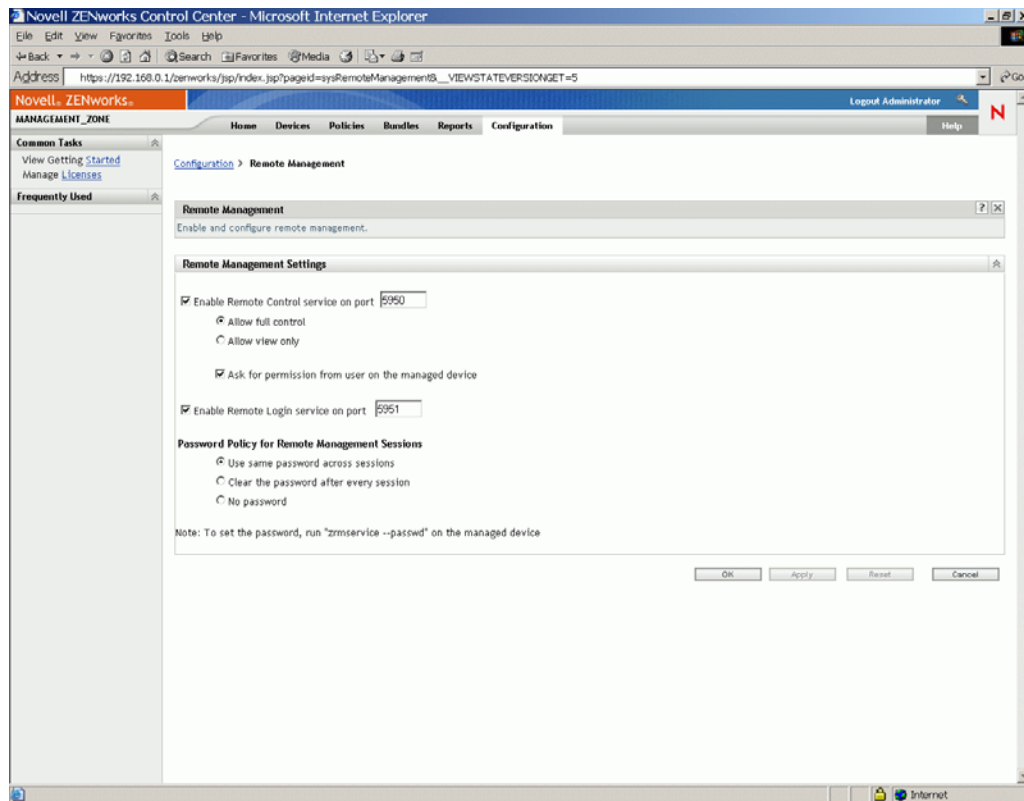 Novell ZENworks Control Center - Microsoft Internet Explorer
File Edit View Favorites Tools Help
Back Search Favorites Media
Address https://192.168.0.1/zenworks/jsp/index.jsp?pageid=sysRemoteManagement&__VIEWSTATEVERSIONGET=5 Go
Novell® ZENworks® Logout Administrator
MANAGEMENT_ZONE
Home Devices Policies Bundles Reports Configuration Help
N
Common Tasks
View Getting Started
Manage Licenses
Frequently Used
Configuration > Remote Management
Remote Management ?
Enable and configure remote management.
Remote Management Settings
Enable Remote Control service on port 5950
Allow full control
Allow view only
Ask for permission from user on the managed device
Enable Remote Login service on port 5951
Password Policy for Remote Management Sessions
Use same password across sessions
Clear the password after every session
No password
Note: To set the password, run "zrmservice --passwd" on the managed device
OK Apply Reset Cancel
Internet